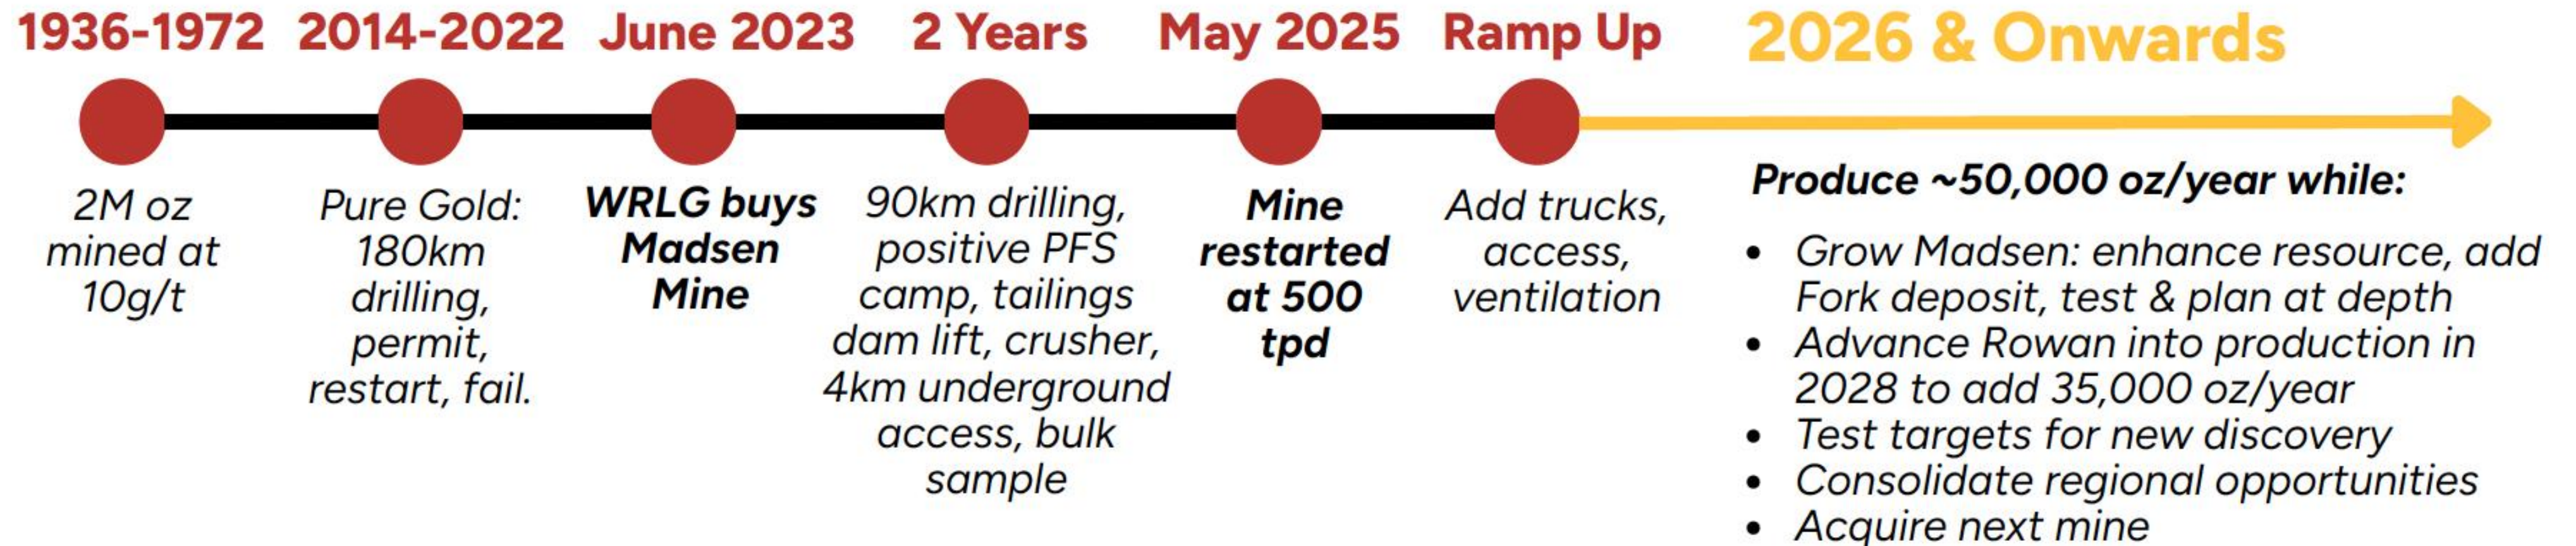 1936-1972
2M oz
mined at
10g/t
2014-2022
Pure Gold:
180km
drilling,
permit,
restart, fail.
June 2023
WRLG buys
Madsen
Mine
2 Years
90km drilling,
positive PFS
camp, tailings
dam lift, crusher,
4km underground
access, bulk
sample
May 2025
Mine
restarted
at 500
tpd
Ramp Up
Add trucks,
access,
ventilation
2026 & Onwards
Produce ~50,000 oz/year while:
• Grow Madsen: enhance resource, add
Fork deposit, test & plan at depth
• Advance Rowan into production in
2028 to add 35,000 oz/year
• Test targets for new discovery
• Consolidate regional opportunities
• Acquire next mine